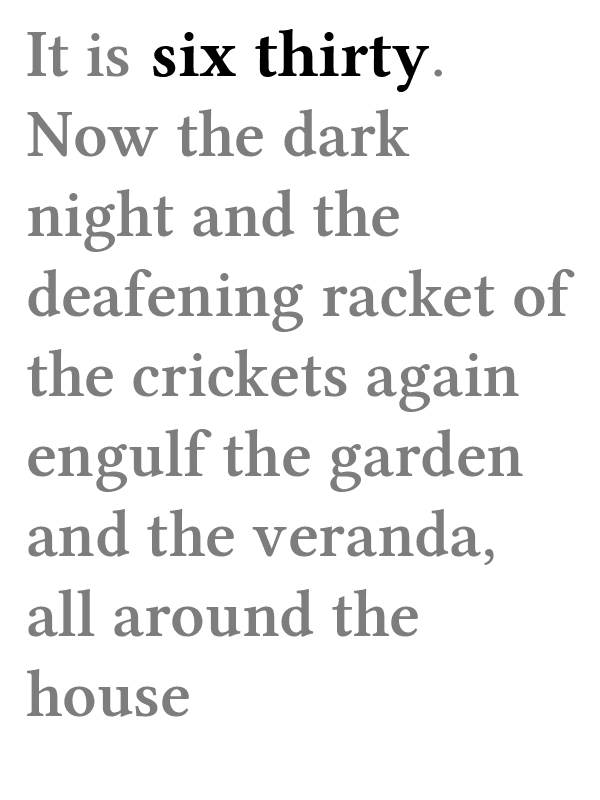 It is six thirty.
Now the dark
night and the
deafening racket of
the crickets again
engulf the garden
and the veranda,
all around the
house